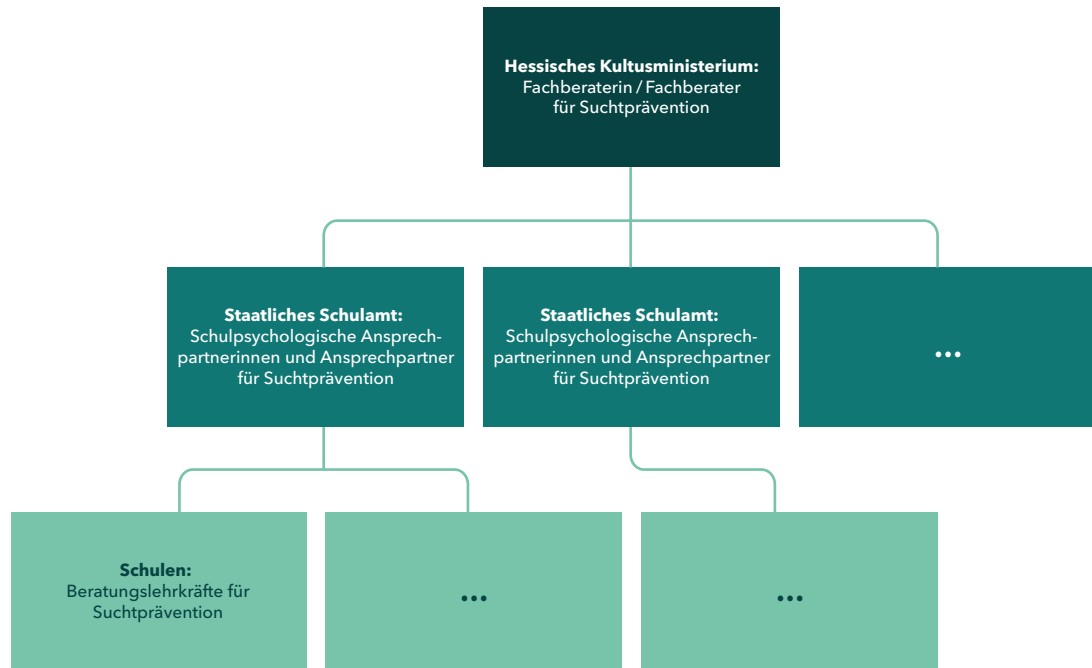 Hessisches Kultusministerium:
Fachberaterin / Fachberater
für Suchtprävention
Staatliches Schulamt:
Schulpsychologische Ansprech-
partnerinnen und Ansprechpartner
für Suchtprävention
Staatliches Schulamt:
Schulpsychologische Ansprech-
partnerinnen und Ansprechpartner
für Suchtprävention
...
Schulen:
Beratungslehrkräfte für
Suchtprävention
...
...